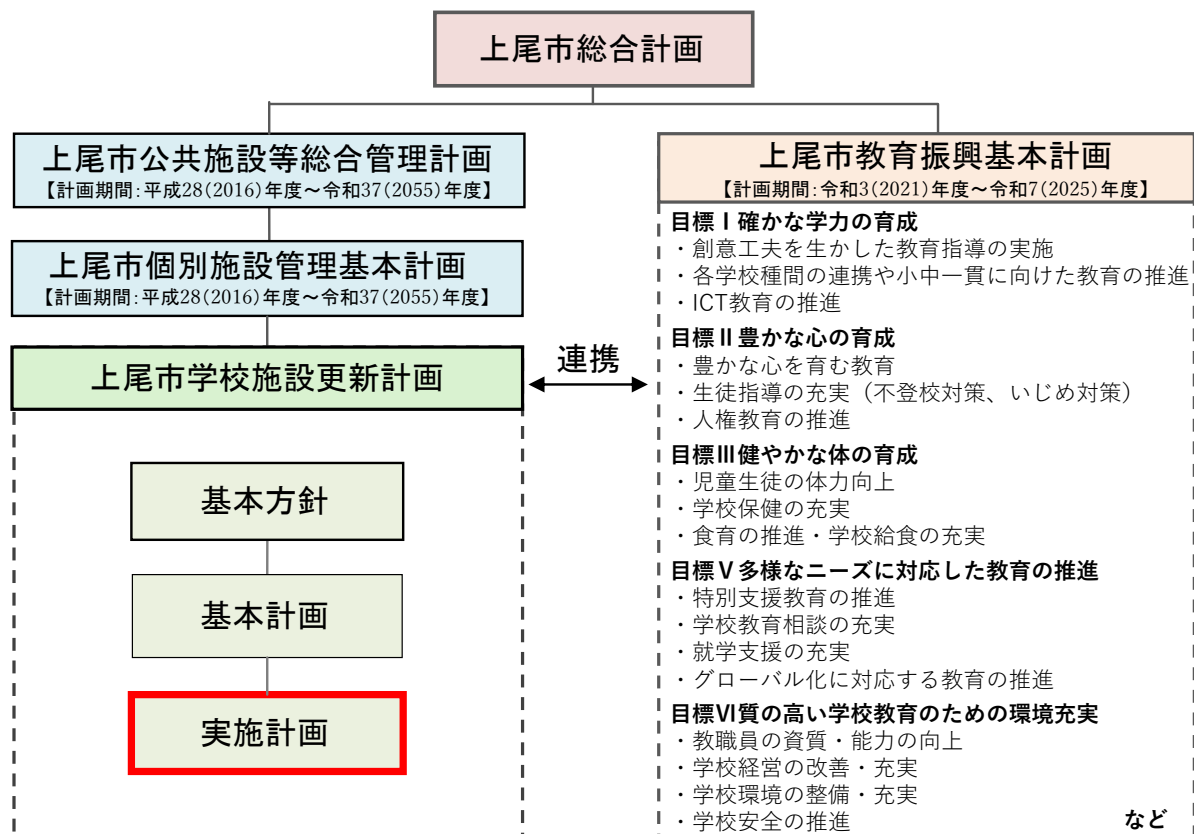 上尾市総合計画
上尾市公共施設等総合管理計画
【計画期間:平成28(2016)年度～令和37(2055)年度】
上尾市個別施設管理基本計画
【計画期間:平成28(2016)年度～令和37(2055)年度】
上尾市学校施設更新計画
基本方針
基本計画
実施計画
連携
上尾市教育振興基本計画
【計画期間:令和3(2021)年度～令和7(2025)年度】
目標Ⅰ確かな学力の育成
・創意工夫を生かした教育指導の実施
・各学校種間の連携や小中一貫に向けた教育の推進
・ICT教育の推進
目標Ⅱ豊かな心の育成
・豊かな心を育む教育
・生徒指導の充実（不登校対策、いじめ対策）
・人権教育の推進
目標Ⅲ健やかな体の育成
・児童生徒の体力向上
・学校保健の充実
・食育の推進・学校給食の充実
目標Ⅴ多様なニーズに対応した教育の推進
・特別支援教育の推進
・学校教育相談の充実
・就学支援の充実
・グローバル化に対応する教育の推進
目標Ⅵ質の高い学校教育のための環境充実
・教職員の資質・能力の向上
・学校経営の改善・充実
・学校環境の整備・充実
・学校安全の推進
など